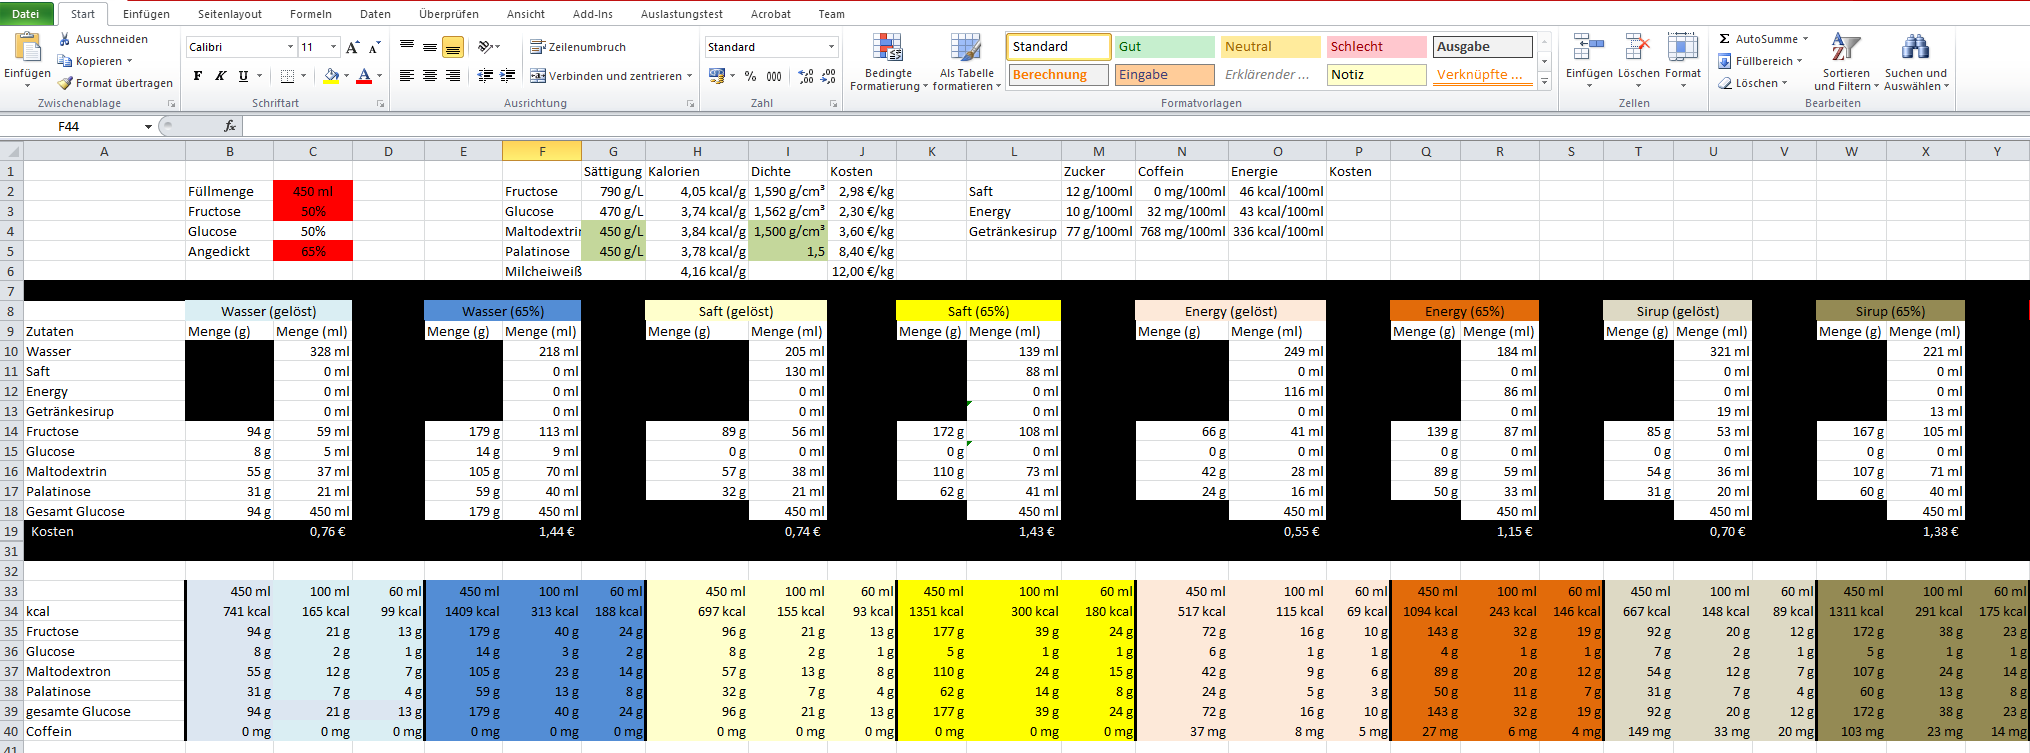 Datei Start Einfügen Seitenlayout Formeln Daten Überprüfen Ansicht Add-Ins Auslastungstest Acrobat Team
Einfügen
Ausschneiden
Kopieren
Format übertragen
Zwischenablage
Calibri 11
F K U
Schriftart
Zeilenumbruch
Verbinden und zentrieren
Ausrichtung
Standard
% 000
Zahl
Bedingte Formatierung
Als Tabelle formatieren
Standard Gut Neutral Schlecht Ausgabe
Berechnung Eingabe Erklärender ... Notiz Verknüpfte ...
Formatvorlagen
Einfügen Löschen Format
Zellen
AutoSumme
Füllbereich
Löschen
Sortieren und Filtern
Suchen und Auswählen
Bearbeiten
F44 fx
A B C D E F G H I J K L M N O P Q R S T U V W X Y
1 Sättigung Kalorien Dichte Kosten Zucker Coffein Energie Kosten
2 Füllmenge 450 ml Fructose 790 g/L 4,05 kcal/g 1,590 g/cm³ 2,98 €/kg Saft 12 g/100ml 0 mg/100ml 46 kcal/100ml
3 Fructose 50% Glucose 470 g/L 3,74 kcal/g 1,562 g/cm³ 2,30 €/kg Energy 10 g/100ml 32 mg/100ml 43 kcal/100ml
4 Glucose 50% Maltodextrin 450 g/L 3,84 kcal/g 1,500 g/cm³ 3,60 €/kg Getränkesirup 77 g/100ml 768 mg/100ml 336 kcal/100ml
5 Angedickt 65% Palatinose 450 g/L 3,78 kcal/g 1,5 8,40 €/kg
6 Milcheiweiß 4,16 kcal/g 12,00 €/kg
7
8 Wasser (gelöst) Wasser (65%) Saft (gelöst) Saft (65%) Energy (gelöst) Energy (65%) Sirup (gelöst) Sirup (65%)
9 Zutaten Menge (g) Menge (ml) Menge (g) Menge (ml) Menge (g) Menge (ml) Menge (g) Menge (ml) Menge (g) Menge (ml) Menge (g) Menge (ml) Menge (g) Menge (ml) Menge (g) Menge (ml)
10 Wasser 328 ml 218 ml 205 ml 139 ml 249 ml 184 ml 321 ml 221 ml
11 Saft 0 ml 0 ml 130 ml 88 ml 0 ml 0 ml 0 ml 0 ml
12 Energy 0 ml 0 ml 0 ml 0 ml 116 ml 86 ml 0 ml 0 ml
13 Getränkesirup 0 ml 0 ml 0 ml 0 ml 0 ml 0 ml 19 ml 13 ml
14 Fructose 94 g 59 ml 179 g 113 ml 89 g 56 ml 172 g 108 ml 66 g 41 ml 139 g 87 ml 85 g 53 ml 167 g 105 ml
15 Glucose 8 g 5 ml 14 g 9 ml 0 g 0 ml 0 g 0 ml 0 g 0 ml 0 g 0 ml 0 g 0 ml 0 g 0 ml
16 Maltodextrin 55 g 37 ml 105 g 70 ml 57 g 38 ml 110 g 73 ml 42 g 28 ml 89 g 59 ml 54 g 36 ml 107 g 71 ml
17 Palatinose 31 g 21 ml 59 g 40 ml 32 g 21 ml 62 g 41 ml 24 g 16 ml 50 g 33 ml 31 g 20 ml 60 g 40 ml
18 Gesamt Glucose 94 g 450 ml 179 g 450 ml 450 ml 450 ml 450 ml 450 ml 450 ml 450 ml
19 Kosten 0,76 € 1,44 € 0,74 € 1,43 € 0,55 € 1,15 € 0,70 € 1,38 €
31
32
33 450 ml 100 ml 60 ml 450 ml 100 ml 60 ml 450 ml 100 ml 60 ml 450 ml 100 ml 60 ml 450 ml 100 ml 60 ml 450 ml 100 ml 60 ml 450 ml 100 ml 60 ml 450 ml 100 ml 60 ml
34 kcal 741 kcal 165 kcal 99 kcal 1409 kcal 313 kcal 188 kcal 697 kcal 155 kcal 93 kcal 1351 kcal 300 kcal 180 kcal 517 kcal 115 kcal 69 kcal 1094 kcal 243 kcal 146 kcal 667 kcal 148 kcal 89 kcal 1311 kcal 291 kcal 175 kcal
35 Fructose 94 g 21 g 13 g 179 g 40 g 24 g 96 g 21 g 13 g 177 g 39 g 24 g 72 g 16 g 10 g 143 g 32 g 19 g 92 g 20 g 12 g 172 g 38 g 23 g
36 Glucose 8 g 2 g 1 g 14 g 3 g 2 g 8 g 2 g 1 g 5 g 1 g 1 g 6 g 1 g 1 g 4 g 1 g 1 g 7 g 2 g 1 g 5 g 1 g 1 g
37 Maltodextron 55 g 12 g 7 g 105 g 23 g 14 g 57 g 13 g 8 g 110 g 24 g 15 g 42 g 9 g 6 g 89 g 20 g 12 g 54 g 12 g 7 g 107 g 24 g 14 g
38 Palatinose 31 g 7 g 4 g 59 g 13 g 8 g 32 g 7 g 4 g 62 g 14 g 8 g 24 g 5 g 3 g 50 g 11 g 7 g 31 g 7 g 4 g 60 g 13 g 8 g
39 gesamte Glucose 94 g 21 g 13 g 179 g 40 g 24 g 96 g 21 g 13 g 177 g 39 g 24 g 72 g 16 g 10 g 143 g 32 g 19 g 92 g 20 g 12 g 172 g 38 g 23 g
40 Coffein 0 mg 0 mg 0 mg 0 mg 0 mg 0 mg 0 mg 0 mg 0 mg 0 mg 0 mg 0 mg 37 mg 8 mg 5 mg 27 mg 6 mg 4 mg 149 mg 33 mg 20 mg 103 mg 23 mg 14 mg
41